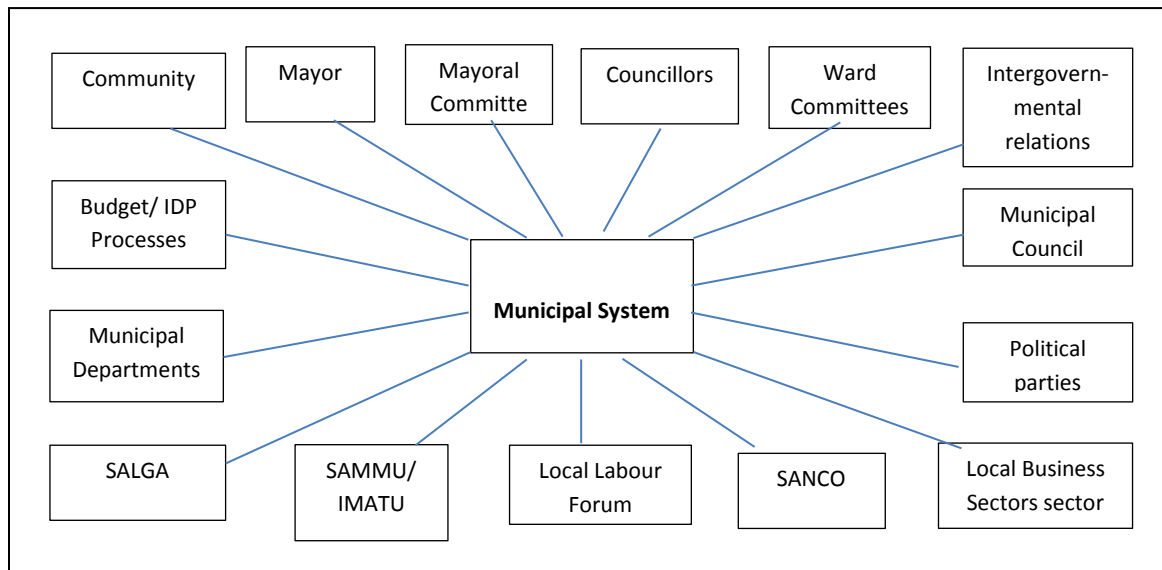 Community
Mayor
Mayoral
Committe
Councillors
Ward
Committees
Intergovern-
mental
relations
Budget/ IDP
Processes
Municipal
Council
Municipal System
Municipal
Departments
Political
parties
SALGA
SAMMU/
IMATU
Local Labour
Forum
SANCO
Local Business
Sectors sector